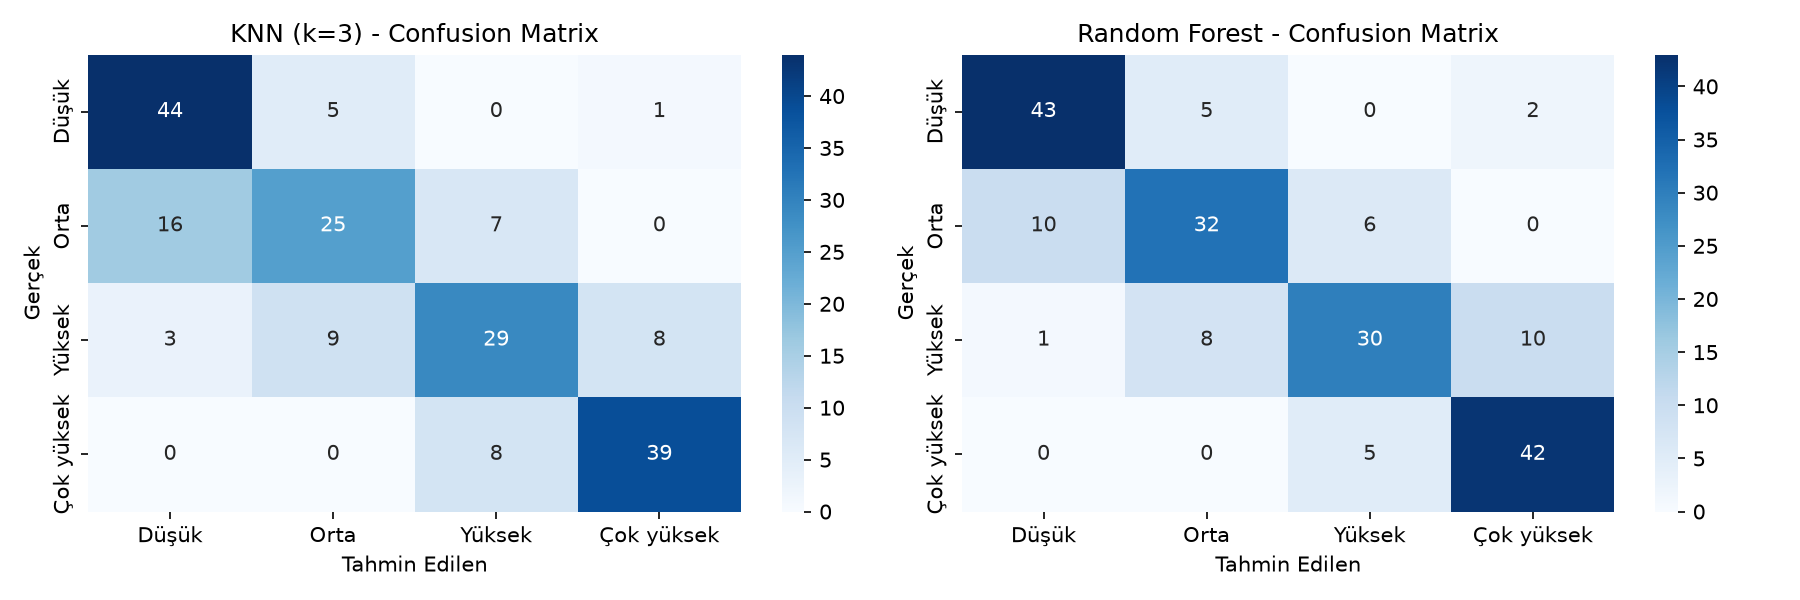 KNN (k=3) - Confusion Matrix
Gerçek
Düşük 44 5 0 1
Orta 16 25 7 0
Yüksek 3 9 29 8
Çok yüksek 0 0 8 39
Düşük Orta Yüksek Çok yüksek
Tahmin Edilen
40
35
30
25
20
15
10
5
0
Random Forest - Confusion Matrix
Gerçek
Düşük 43 5 0 2
Orta 10 32 6 0
Yüksek 1 8 30 10
Çok yüksek 0 0 5 42
Düşük Orta Yüksek Çok yüksek
Tahmin Edilen
40
35
30
25
20
15
10
5
0